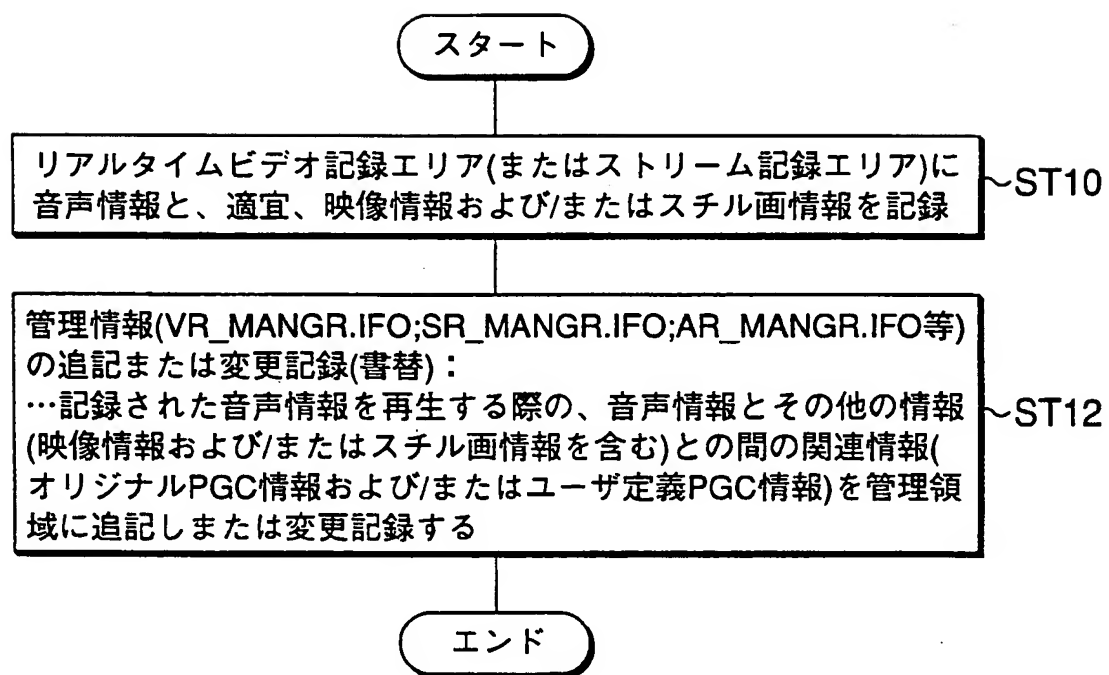 スタート
リアルタイムビデオ記録エリア(またはストリーム記録エリア)に
音声情報と、適宜、映像情報および/またはスチル画情報を記録
~ST10
管理情報(VR_MANGR.IFO;SR_MANGR.IFO;AR_MANGR.IFO等)
の追記または変更記録(書替)：
…記録された音声情報を再生する際の、音声情報とその他の情報
(映像情報および/またはスチル画情報を含む)との間の関連情報(
オリジナルPGC情報および/またはユーザ定義PGC情報)を管理領
域に追記しまたは変更記録する
~ST12
エンド